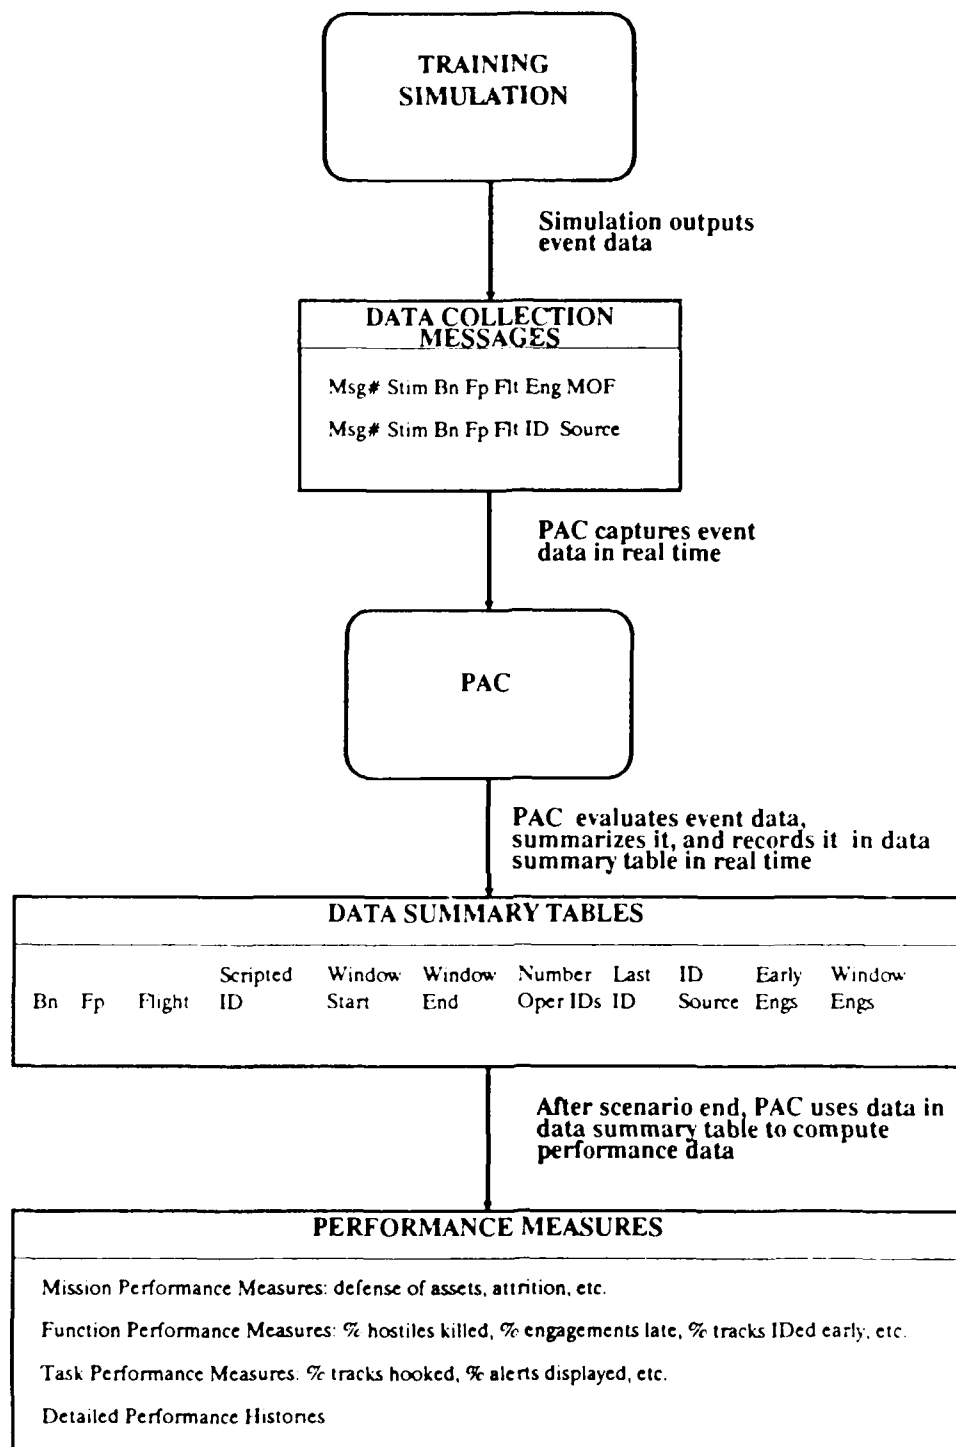 TRAINING
SIMULATION
Simulation outputs
event data
DATA COLLECTION
MESSAGES
Msg# Stim Bn Fp Flt Eng MOF
Msg# Stim Bn Fp Flt ID Source
PAC captures event
data in real time
PAC
PAC evaluates event data,
summarizes it, and records it in data
summary table in real time
DATA SUMMARY TABLES
Scripted Window Window Number Last ID Early Window
Bn Fp Flight ID Start End Oper IDs ID Source Engs Engs
After scenario end, PAC uses data in
data summary table to compute
performance data
PERFORMANCE MEASURES
Mission Performance Measures: defense of assets, attrition, etc.
Function Performance Measures: % hostiles killed, % engagements late, % tracks IDed early, etc.
Task Performance Measures: % tracks hooked, % alerts displayed, etc.
Detailed Performance Histories